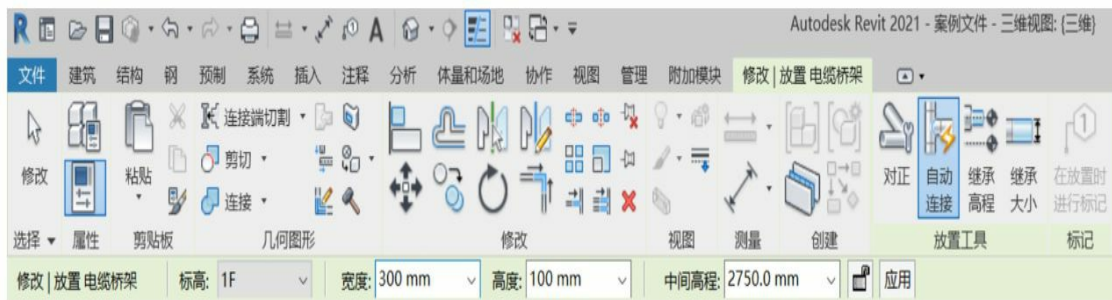 Autodesk Revit 2021 - 案例文件 - 三维视图: {三维}
文件 建筑 结构 钢 预制 系统 插入 注释 分析 体量和场地 协作 视图 管理 附加模块 修改 | 放置 电缆桥架
连接端切割
剪切
连接
修改 粘贴 对正 自动连接 继承高程 继承大小 在放置时进行标记
选择 属性 剪贴板 几何图形 修改 视图 测量 创建 放置工具 标记
修改 | 放置 电缆桥架 标高: 1F 宽度: 300 mm 高度: 100 mm 中间高程: 2750.0 mm 应用